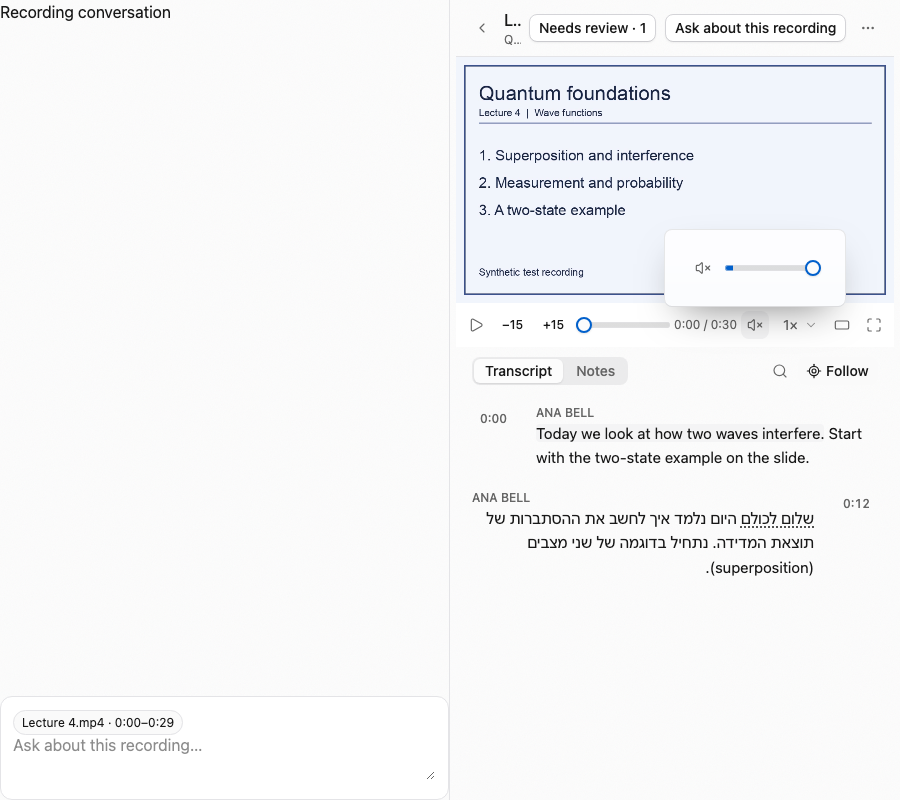 Recording conversation
L..
Q...
Needs review · 1
Ask about this recording
Quantum foundations
Lecture 4 | Wave functions
1. Superposition and interference
2. Measurement and probability
3. A two-state example
Synthetic test recording
−15
+15
0:00 / 0:30
1×
Transcript
Notes
Follow
0:00
ANA BELL
Today we look at how two waves interfere. Start
with the two-state example on the slide.
ANA BELL
0:12
שלום לכולם היום נלמד איך לחשב את ההסתברות של
תוצאת המדידה. נתחיל בדוגמה של שני מצבים
(superposition).
Lecture 4.mp4 · 0:00–0:29
Ask about this recording...